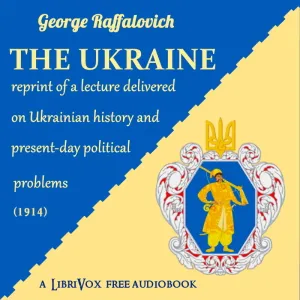 George Raffalovich
THE UKRAINE
reprint of a lecture delivered
on Ukrainian history and
present-day political
problems
(1914)
A LIBRIVOX FREE AUDIOBOOK